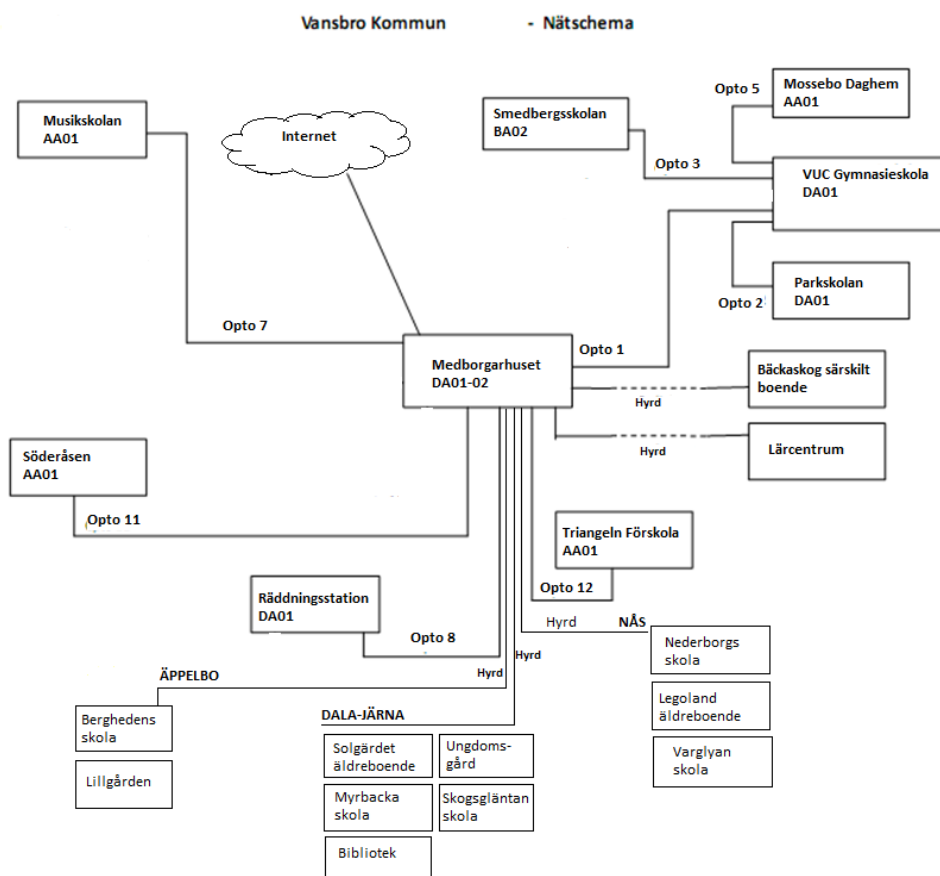 Vansbro Kommun - Nätschema
Musikskolan
AA01
Internet
Smedbergsskolan
BA02
Opto 5
Mossebo Daghem
AA01
Opto 3
VUC Gymnasieskola
DA01
Opto 2
Parkskolan
DA01
Opto 7
Medborgarhuset
DA01-02
Opto 1
Hyrd
Bäckaskog särskilt
boende
Hyrd
Lärcentrum
Söderåsen
AA01
Opto 11
Triangeln Förskola
AA01
Opto 12
Räddningsstation
DA01
Opto 8
Hyrd
NÅS
Hyrd
Hyrd
Nederborgs
skola
Legoland
äldreboende
Varglyan
skola
ÄPPELBO
Berghedens
skola
Lillgården
DALA-JÄRNA
Solgärdet
äldreboende
Ungdoms-
gård
Myrbacka
skola
Skogsgläntan
skola
Bibliotek